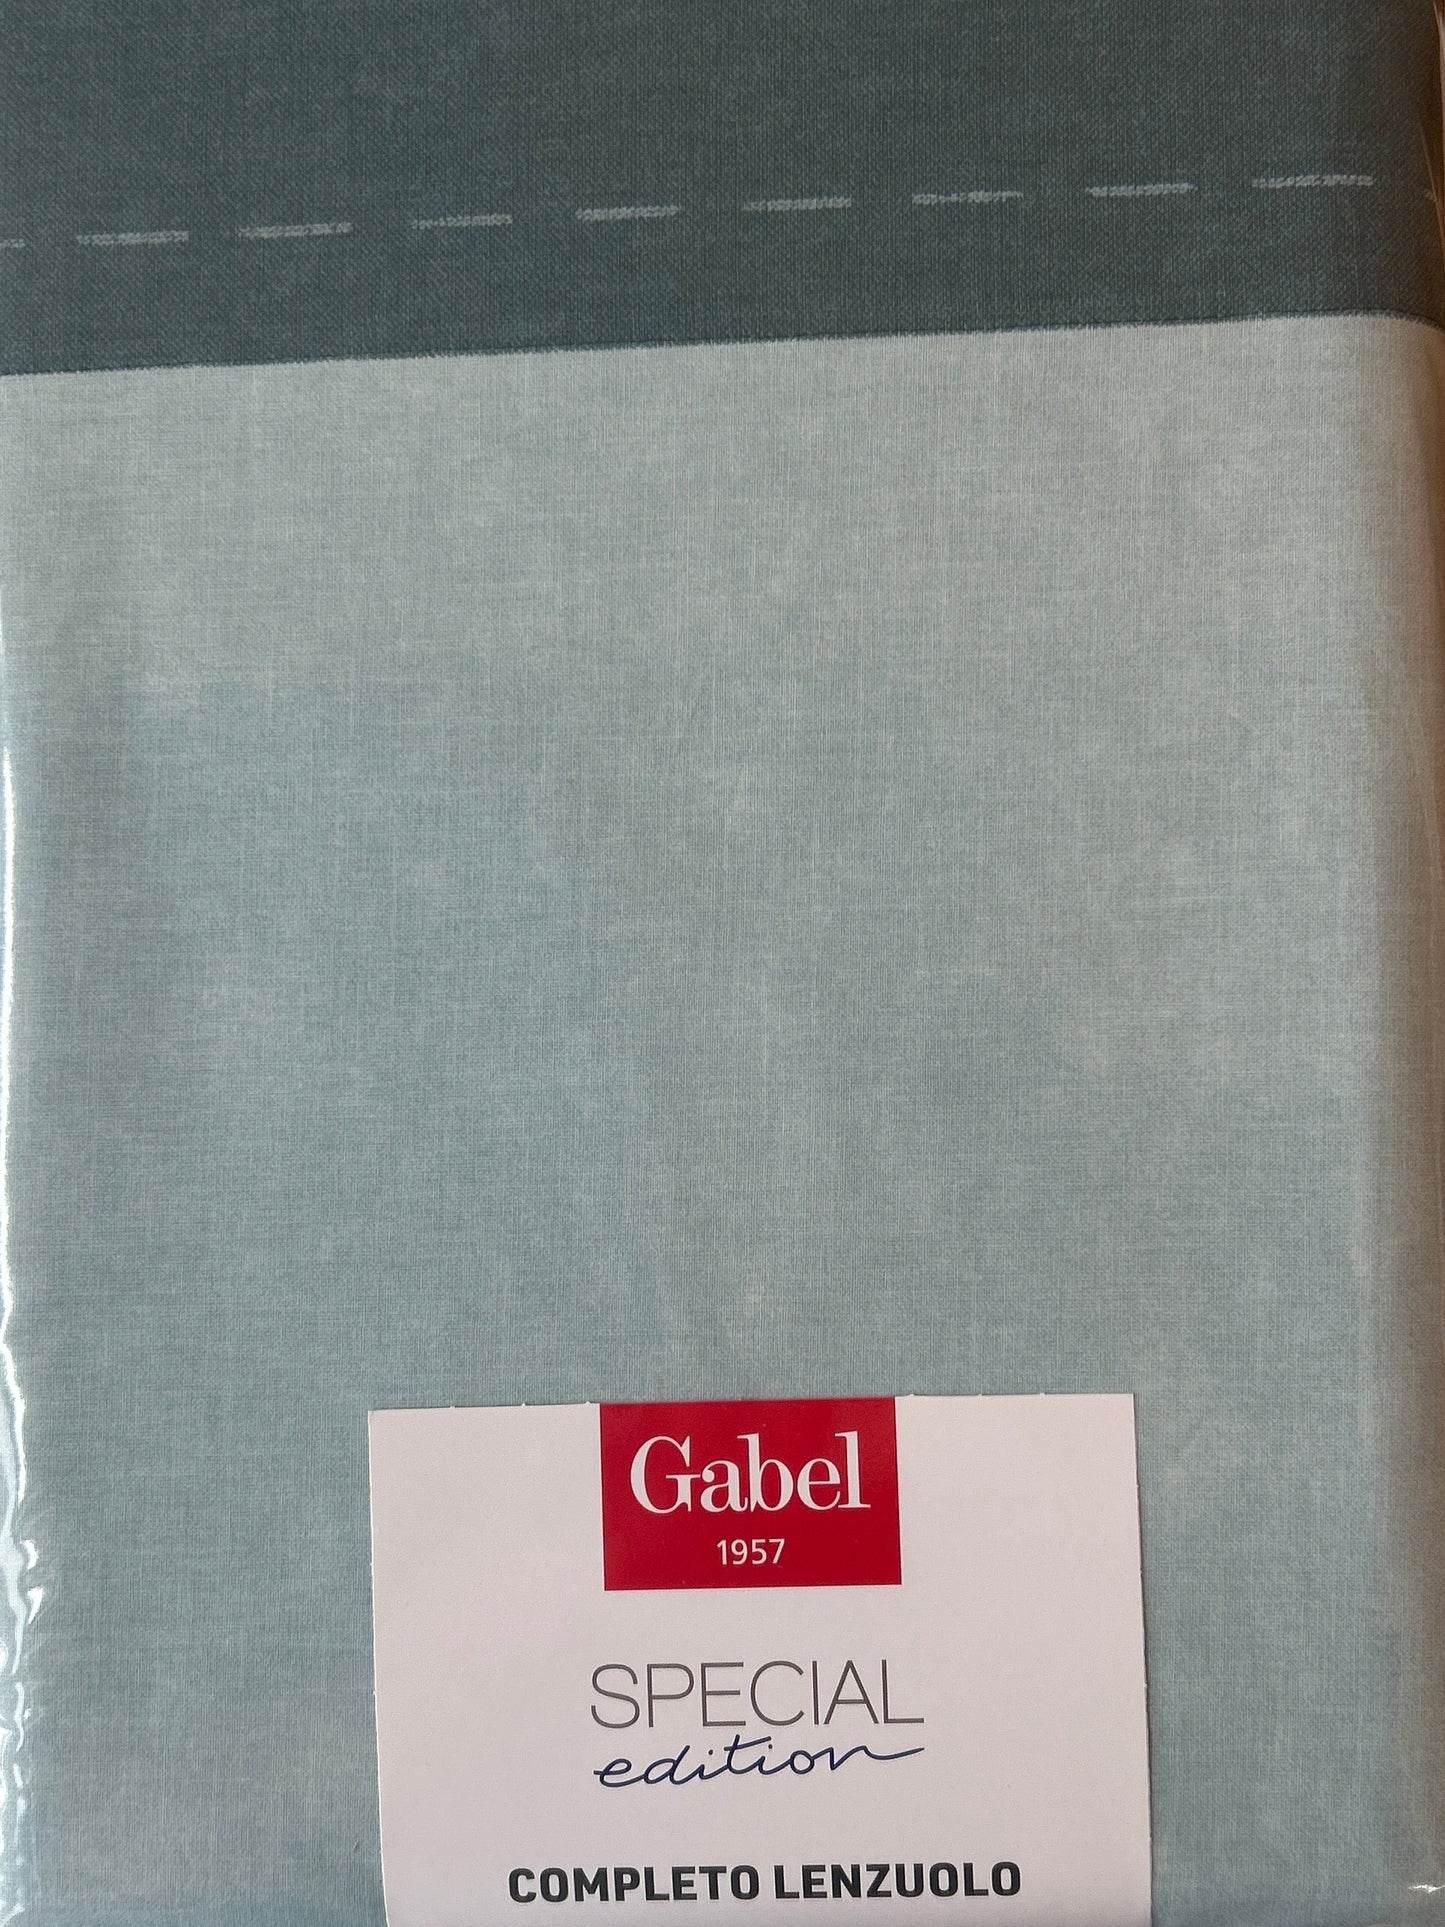 Gabel
1957
SPECIAL
edition
COMPLETO LENZUOLO